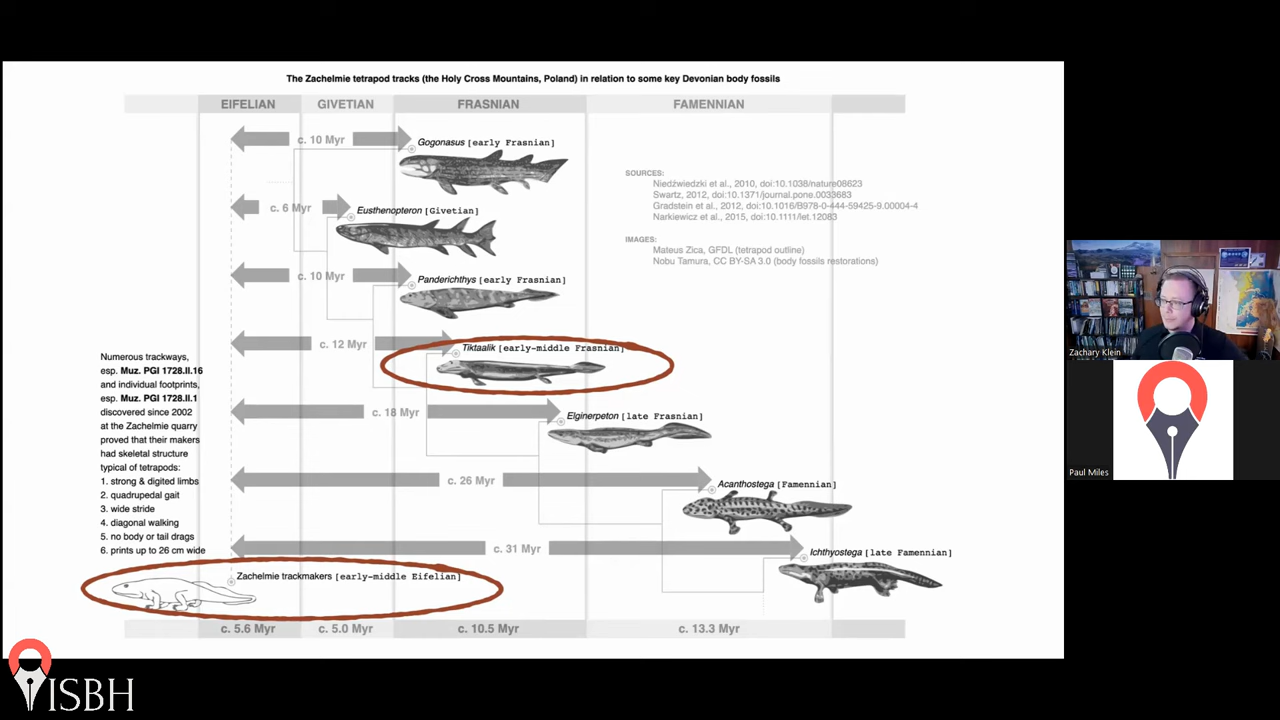 The Zachelmie tetrapod tracks (the Holy Cross Mountains, Poland) in relation to some key Devonian body fossils
EIFELIAN GIVETIAN FRASNIAN FAMENNIAN
c. 10 Myr
Gogonasus [early Frasnian]
SOURCES:
Niedźwiedzki et al., 2010, doi:10.1038/nature08623
Swartz, 2012, doi:10.1371/journal.pone.0033683
Gradstein et al., 2012, doi:10.1016/B978-0-444-59425-9.00004-4
Narkiewicz et al., 2015, doi:10.1111/let.12083
c. 6 Myr
Eusthenopteron [Givetian]
IMAGES:
Mateus Zica, GFDL (tetrapod outline)
Nobu Tamura, CC BY-SA 3.0 (body fossils restorations)
c. 10 Myr
Panderichthys [early Frasnian]
c. 12 Myr
Tiktaalik [early-middle Frasnian]
Numerous trackways,
esp. Muz. PGI 1728.II.16
and individual footprints,
esp. Muz. PGI 1728.II.1
discovered since 2002
at the Zachelmie quarry
proved that their makers
had skeletal structure
typical of tetrapods:
1. strong & digited limbs
2. quadrupedal gait
3. wide stride
4. diagonal walking
5. no body or tail drags
6. prints up to 26 cm wide
c. 18 Myr
Elginerpeton [late Frasnian]
c. 26 Myr
Acanthostega [Famennian]
c. 31 Myr
Ichthyostega [late Famennian]
Zachelmie trackmakers [early-middle Eifelian]
c. 5.6 Myr c. 5.0 Myr c. 10.5 Myr c. 13.3 Myr
Zachary Klein
Paul Miles
ISBH